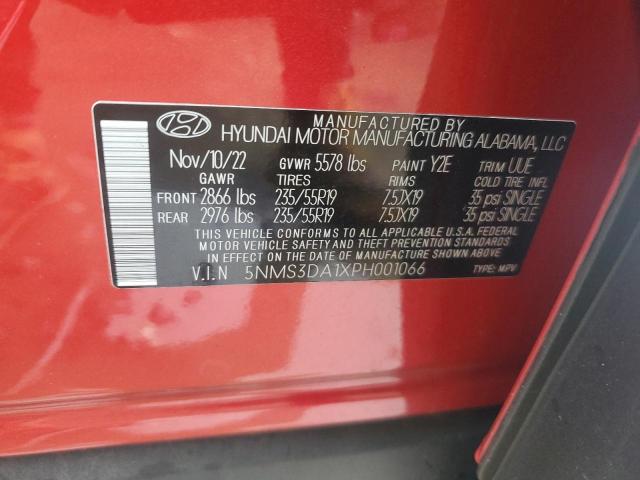 MANUFACTURED BY
HYUNDAI MOTOR MANUFACTURING ALABAMA, LLC
Nov/10/22 GVWR 5578 lbs PAINT Y2E TRIM UUE
GAWR TIRES RIMS COLD TIRE INFL
FRONT 2866 lbs 235/55R19 7.5JX19 35 psi SINGLE
REAR 2976 lbs 235/55R19 7.5JX19 35 psi SINGLE
THIS VEHICLE CONFORMS TO ALL APPLICABLE U.S.A. FEDERAL
MOTOR VEHICLE SAFETY AND THEFT PREVENTION STANDARDS
IN EFFECT ON THE DATE OF MANUFACTURE SHOWN ABOVE.
V.I.N 5NMS3DA1XPH001066 TYPE: MPV